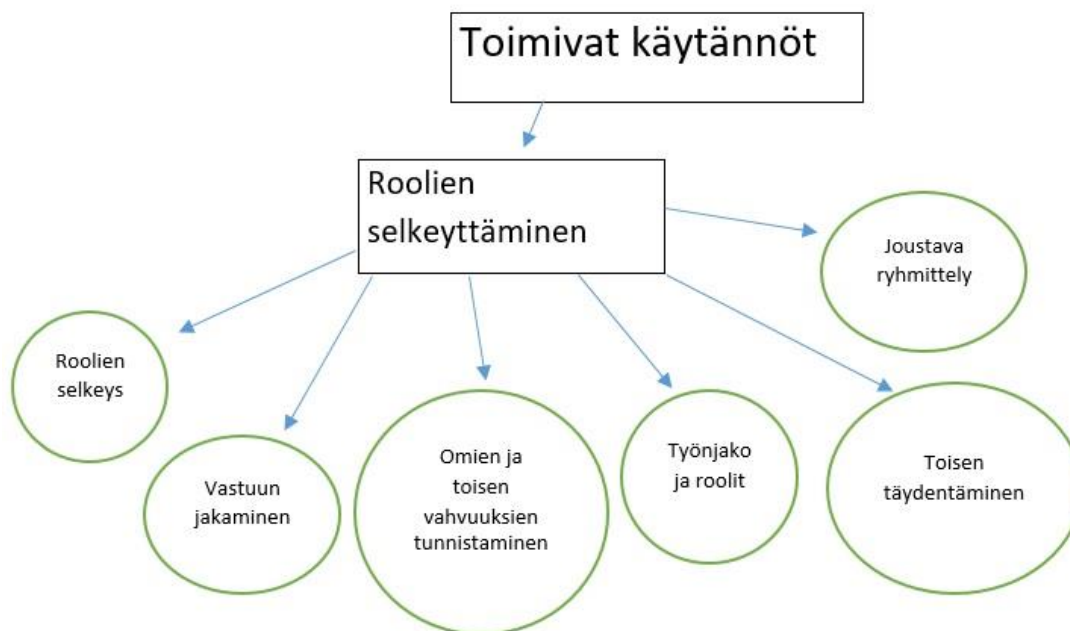 Toimivat käytännöt
Roolien
selkeyttäminen
Joustava
ryhmittely
Roolien
selkeys
Vastuun
jakaminen
Omien ja
toisen
vahvuuksien
tunnistaminen
Työnjako
ja roolit
Toisen
täydentäminen